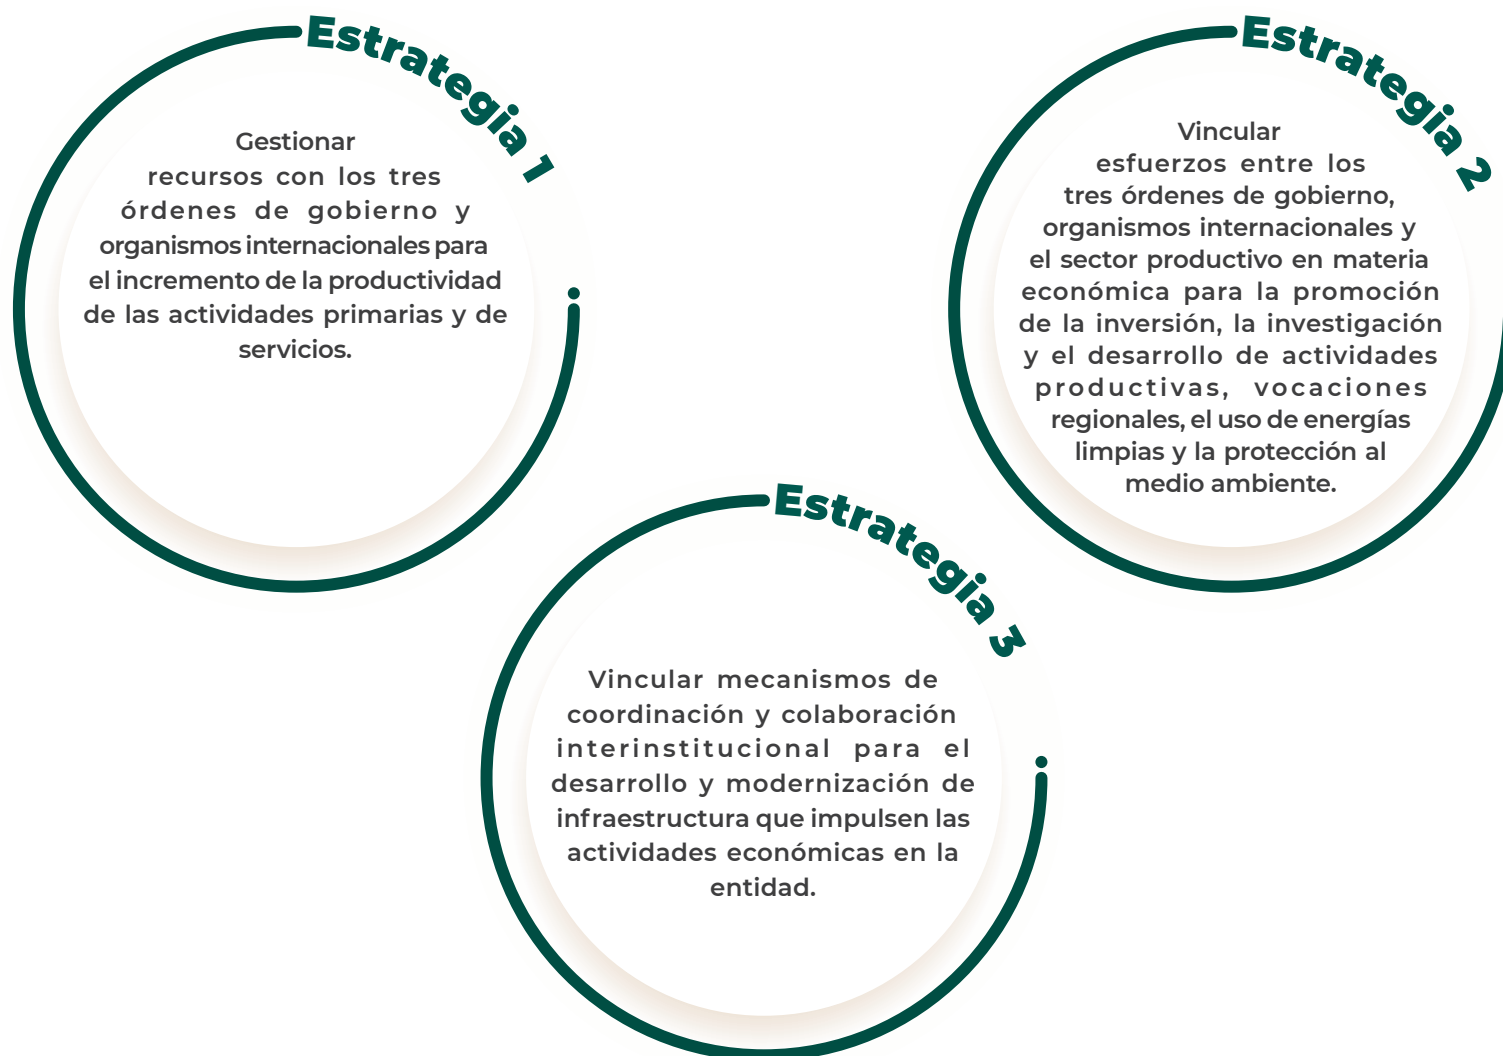 Estrategia 1
Gestionar
recursos con los tres
órdenes de gobierno y
organismos internacionales para
el incremento de la productividad
de las actividades primarias y de
servicios.
Estrategia 2
Vincular
esfuerzos entre los
tres órdenes de gobierno,
organismos internacionales y
el sector productivo en materia
económica para la promoción
de la inversión, la investigación
y el desarrollo de actividades
productivas, vocaciones
regionales, el uso de energías
limpias y la protección al
medio ambiente.
Estrategia 3
Vincular mecanismos de
coordinación y colaboración
interinstitucional para el
desarrollo y modernización de
infraestructura que impulsen las
actividades económicas en la
entidad.